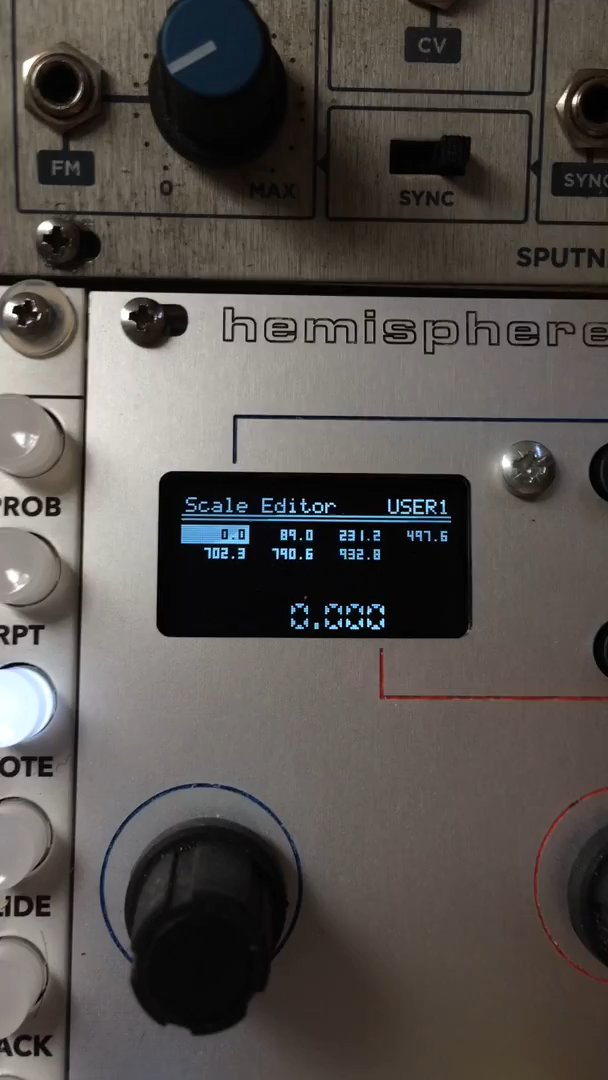 CV
FM
0
MAX
SYNC
SYNC
SPUTN
hemisphere
PROB
Scale Editor USER1
0.0 89.0 231.2 497.6
702.3 790.6 932.8
0.000
RPT
OTE
LIDE
ACK